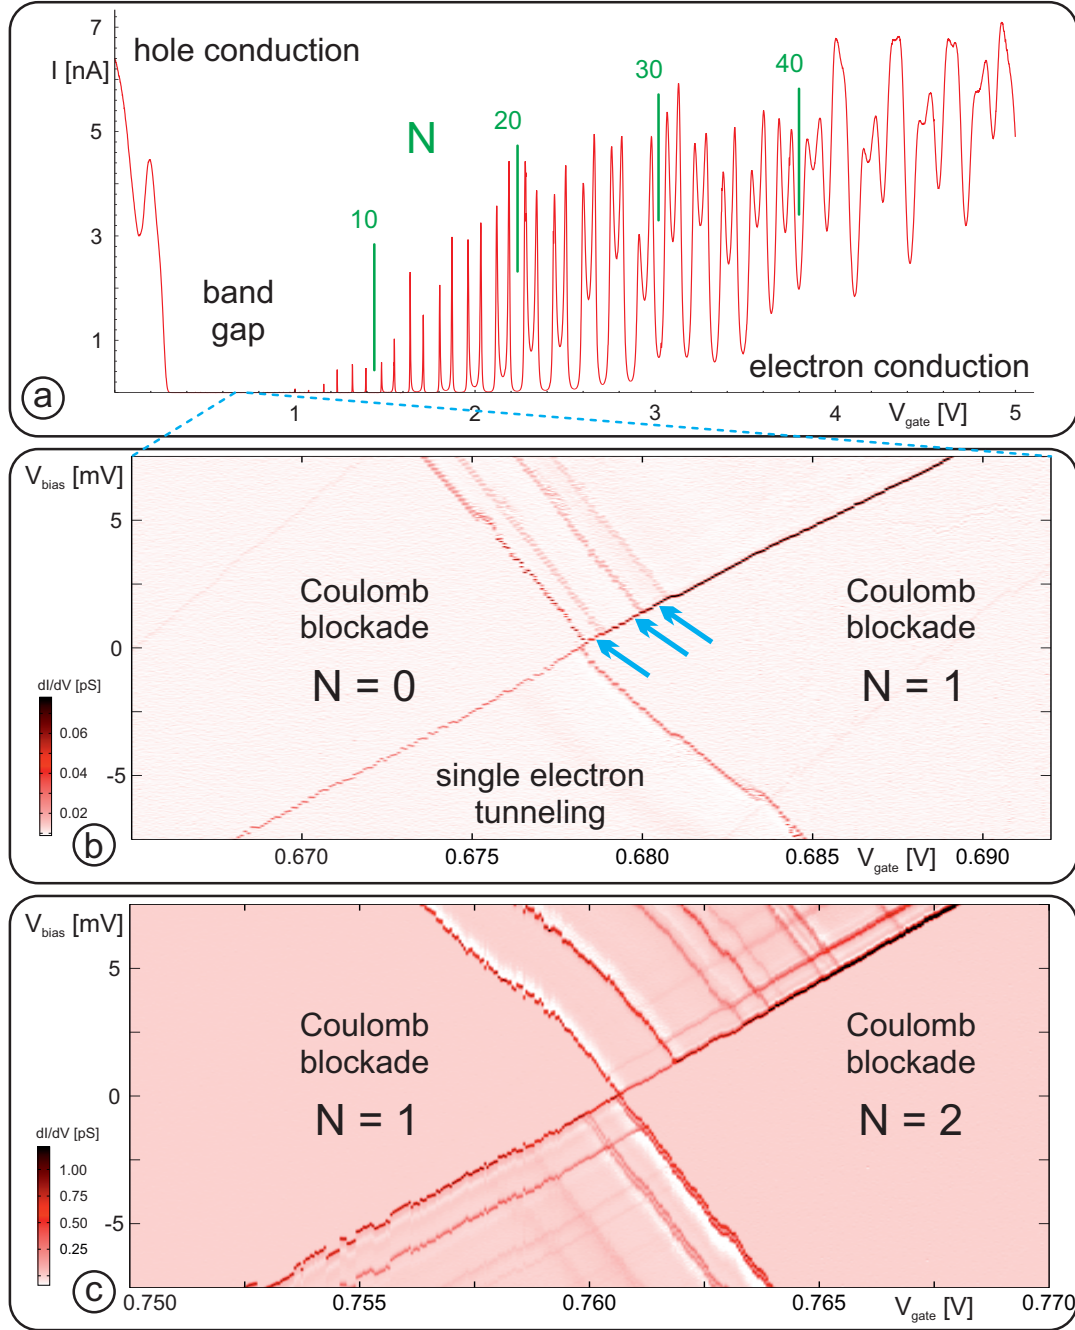 7
I [nA]
hole conduction
5
3
1
N
10
20
30
40
band
gap
electron conduction
a
1
2
3
4
5
V_gate [V]
V_bias [mV]
5
0
-5
Coulomb
blockade
N = 0
Coulomb
blockade
N = 1
single electron
tunneling
dI/dV [pS]
0.06
0.04
0.02
b
0.670
0.675
0.680
0.685
0.690
V_gate [V]
V_bias [mV]
5
0
-5
Coulomb
blockade
N = 1
Coulomb
blockade
N = 2
dI/dV [pS]
1.00
0.75
0.50
0.25
c
0.750
0.755
0.760
0.765
0.770
V_gate [V]